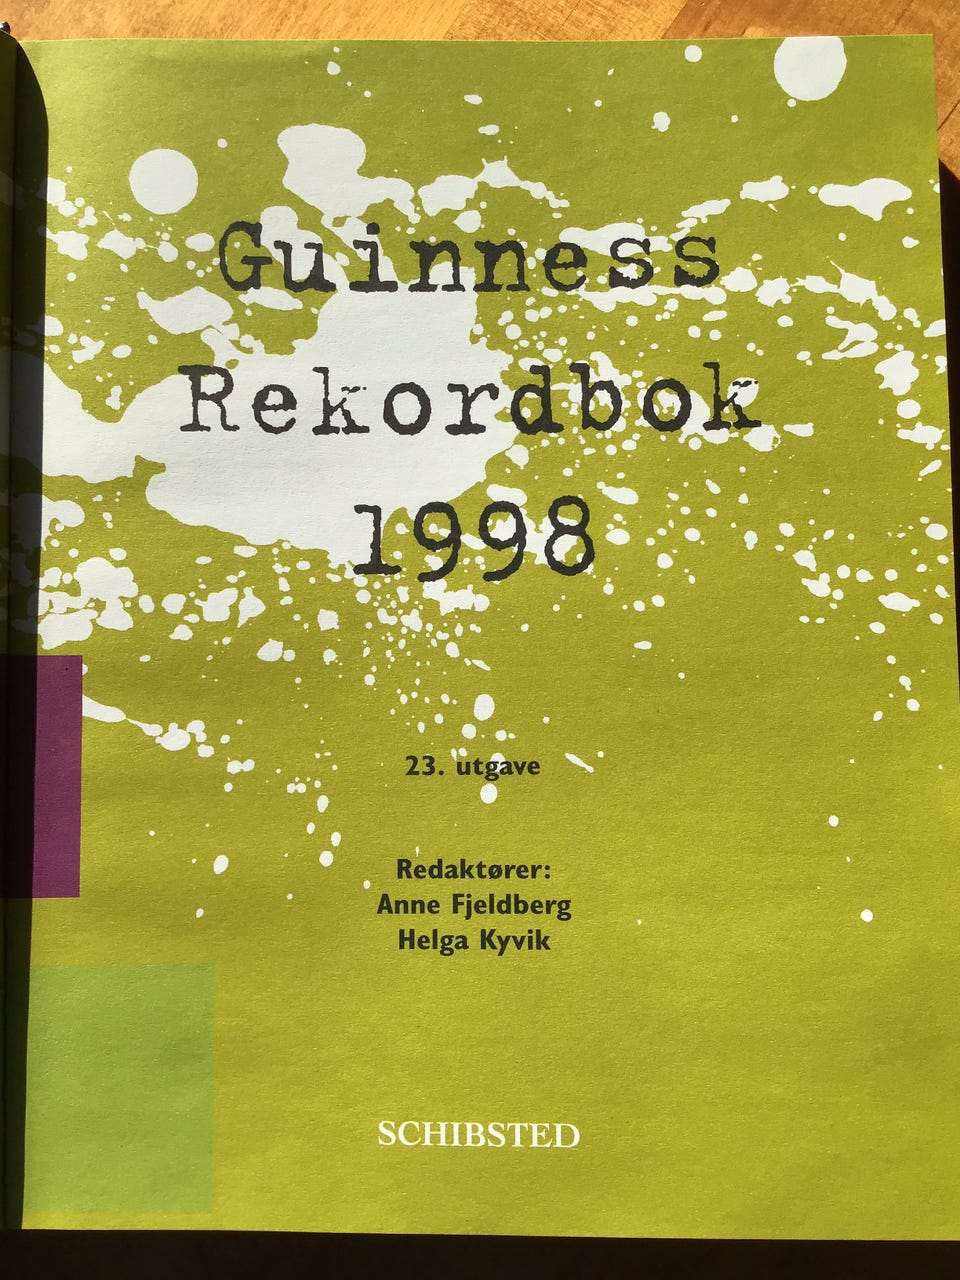 Guinness
Rekordbok
1998
23. utgave
Redaktører:
Anne Fjeldberg
Helga Kyvik
SCHIBSTED